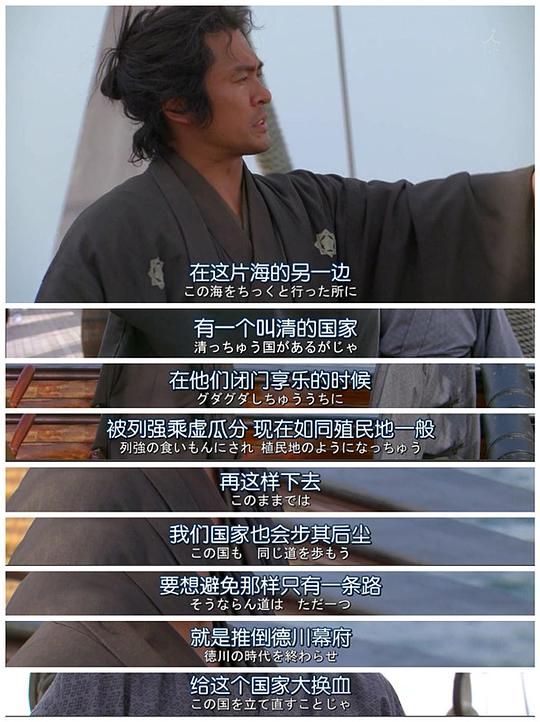 在这片海的另一边
この海をちっくと行った所に
有一个叫清的国家
清っちゅう国があるがじゃ
在他们闭门享乐的时候
グダグダしちゅううちに
被列强乘虚瓜分 现在如同殖民地一般
列強の食いもんにされ 植民地のようになっちゅう
再这样下去
このままでは
我们国家也会步其后尘
この国も 同じ道を歩もう
要想避免那样只有一条路
そうならん道は ただ一つ
就是推倒德川幕府
徳川の時代を終わらせ
给这个国家大换血
この国を立て直すことじゃ